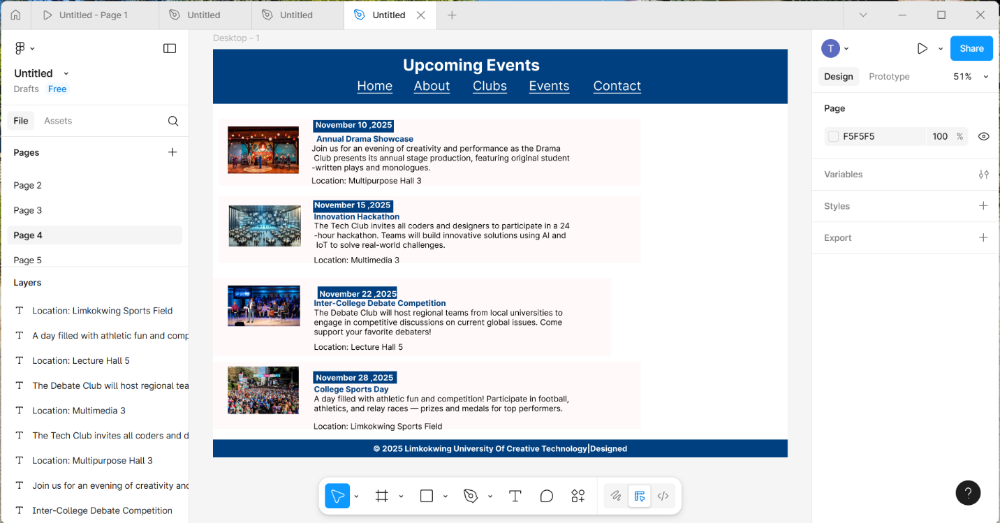 Untitled - Page 1
Untitled
Untitled
Untitled
Untitled
Drafts Free
File Assets
Pages
Page 2
Page 3
Page 4
Page 5
Layers
Location: Limkokwing Sports Field
A day filled with athletic fun and comp
Location: Lecture Hall 5
The Debate Club will host regional tea
Location: Multimedia 3
The Tech Club invites all coders and d
Location: Multipurpose Hall 3
Join us for an evening of creativity and
Inter-College Debate Competition
Desktop - 1
Upcoming Events
Home About Clubs Events Contact
November 10 ,2025
Annual Drama Showcase
Join us for an evening of creativity and performance as the Drama
Club presents its annual stage production, featuring original student
-written plays and monologues.
Location: Multipurpose Hall 3
November 15 ,2025
Innovation Hackathon
The Tech Club invites all coders and designers to participate in a 24
-hour hackathon. Teams will build innovative solutions using AI and
IoT to solve real-world challenges.
Location: Multimedia 3
PRO
November 22 ,2025
Inter-College Debate Competition
The Debate Club will host regional teams from local universities to
engage in competitive discussions on current global issues. Come
support your favorite debaters!
Location: Lecture Hall 5
November 28 ,2025
College Sports Day
A day filled with athletic fun and competition! Participate in football,
athletics, and relay races — prizes and medals for top performers.
Location: Limkokwing Sports Field
© 2025 Limkokwing University Of Creative Technology|Designed
T
Share
Design Prototype 51%
Page
F5F5F5 100 %
Variables
Styles
Export
?